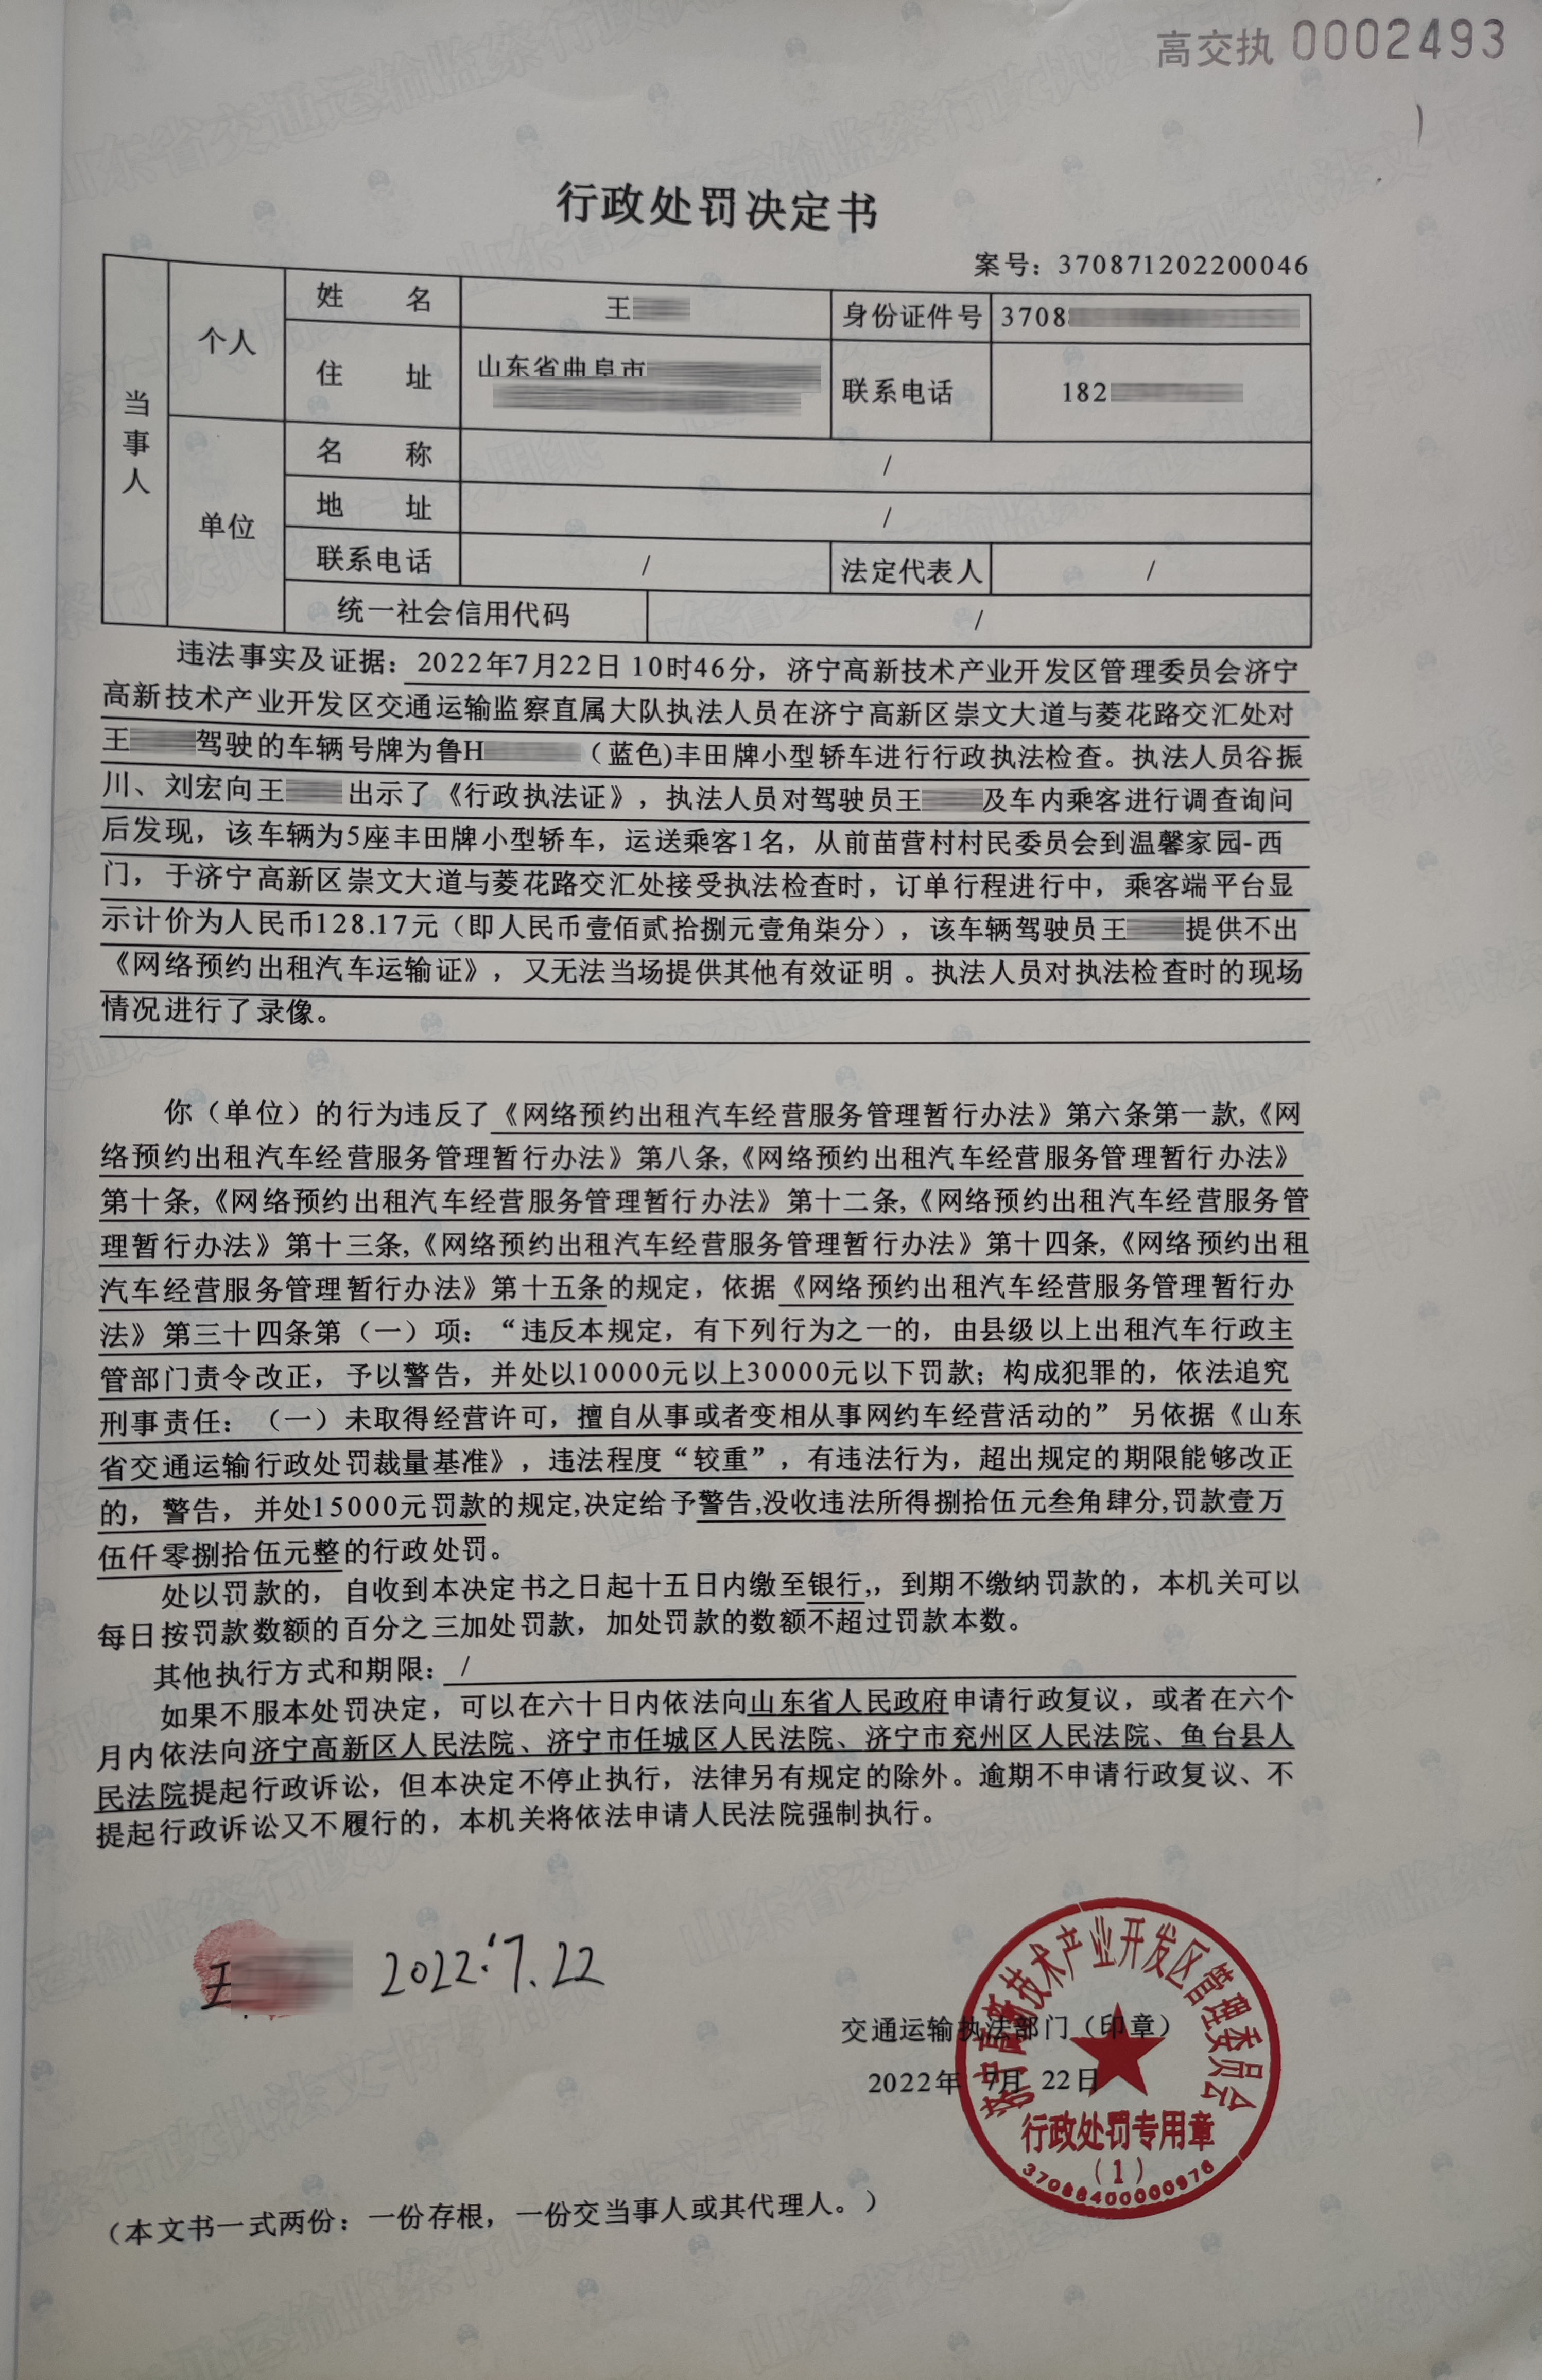 高交执 0002493
行政处罚决定书
案号：370871202200046
当事人
个人
姓 名
王
身份证件号
3708
住 址
山东省曲阜市
联系电话
182
单位
名 称
/
地 址
/
联系电话
/
法定代表人
/
统一社会信用代码
/
违法事实及证据：2022年7月22日 10时46分，济宁高新技术产业开发区管理委员会济宁
高新技术产业开发区交通运输监察直属大队执法人员在济宁高新区崇文大道与菱花路交汇处对
王 驾驶的车辆号牌为鲁H （蓝色)丰田牌小型轿车进行行政执法检查。执法人员谷振
川、刘宏向王 出示了《行政执法证》，执法人员对驾驶员王 及车内乘客进行调查询问
后发现，该车辆为5座丰田牌小型轿车，运送乘客1名，从前苗营村村民委员会到温馨家园-西
门，于济宁高新区崇文大道与菱花路交汇处接受执法检查时，订单行程进行中，乘客端平台显
示计价为人民币128.17元（即人民币壹佰贰拾捌元壹角柒分），该车辆驾驶员王 提供不出
《网络预约出租汽车运输证》，又无法当场提供其他有效证明 。执法人员对执法检查时的现场
情况进行了录像。
你（单位）的行为违反了《网络预约出租汽车经营服务管理暂行办法》第六条第一款,《网
络预约出租汽车经营服务管理暂行办法》第八条,《网络预约出租汽车经营服务管理暂行办法》
第十条,《网络预约出租汽车经营服务管理暂行办法》第十二条,《网络预约出租汽车经营服务管
理暂行办法》第十三条,《网络预约出租汽车经营服务管理暂行办法》第十四条,《网络预约出租
汽车经营服务管理暂行办法》第十五条的规定，依据《网络预约出租汽车经营服务管理暂行办
法》第三十四条第（一）项：“违反本规定，有下列行为之一的，由县级以上出租汽车行政主
管部门责令改正，予以警告，并处以10000元以上30000元以下罚款；构成犯罪的，依法追究
刑事责任：（一）未取得经营许可，擅自从事或者变相从事网约车经营活动的” 另依据《山东
省交通运输行政处罚裁量基准》，违法程度“较重”，有违法行为，超出规定的期限能够改正
的，警告，并处15000元罚款的规定,决定给予警告,没收违法所得捌拾伍元叁角肆分,罚款壹万
伍仟零捌拾伍元整的行政处罚。
处以罚款的，自收到本决定书之日起十五日内缴至银行,，到期不缴纳罚款的，本机关可以
每日按罚款数额的百分之三加处罚款，加处罚款的数额不超过罚款本数。
其他执行方式和期限：/
如果不服本处罚决定，可以在六十日内依法向山东省人民政府申请行政复议，或者在六个
月内依法向济宁高新区人民法院、济宁市任城区人民法院、济宁市兖州区人民法院、鱼台县人
民法院提起行政诉讼，但本决定不停止执行，法律另有规定的除外。逾期不申请行政复议、不
提起行政诉讼又不履行的，本机关将依法申请人民法院强制执行。
王 2022.7.22
交通运输执法部门（印章）
2022年 7月 22日
济宁高新技术产业开发区管理委员会
行政处罚专用章
（1）
（本文书一式两份：一份存根，一份交当事人或其代理人。）